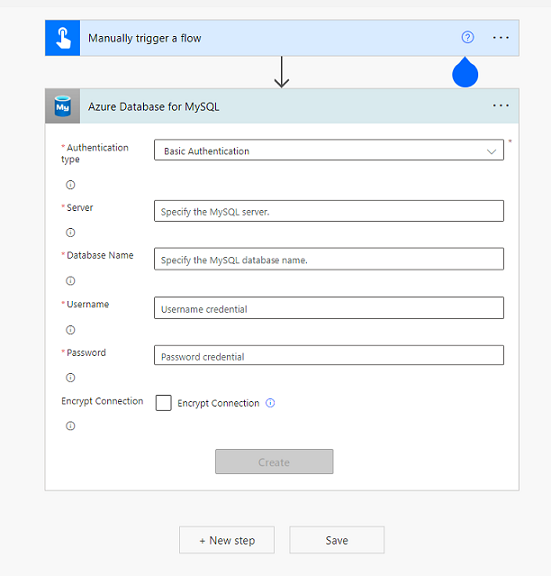 Manually trigger a flow
My
Azure Database for MySQL
* Authentication
type
Basic Authentication
*
* Server
Specify the MySQL server.
* Database Name
Specify the MySQL database name.
* Username
Username credential
* Password
Password credential
Encrypt Connection
Encrypt Connection
Create
+ New step
Save